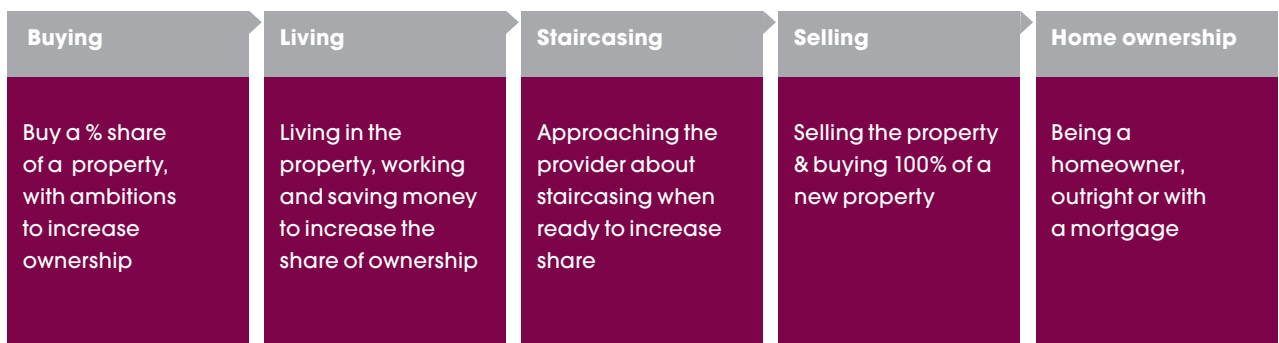 Buying
Buy a % share
of a property,
with ambitions
to increase
ownership
Living
Living in the
property, working
and saving money
to increase the
share of ownership
Staircasing
Approaching the
provider about
staircasing when
ready to increase
share
Selling
Selling the property
& buying 100% of a
new property
Home ownership
Being a
homeowner,
outright or with
a mortgage